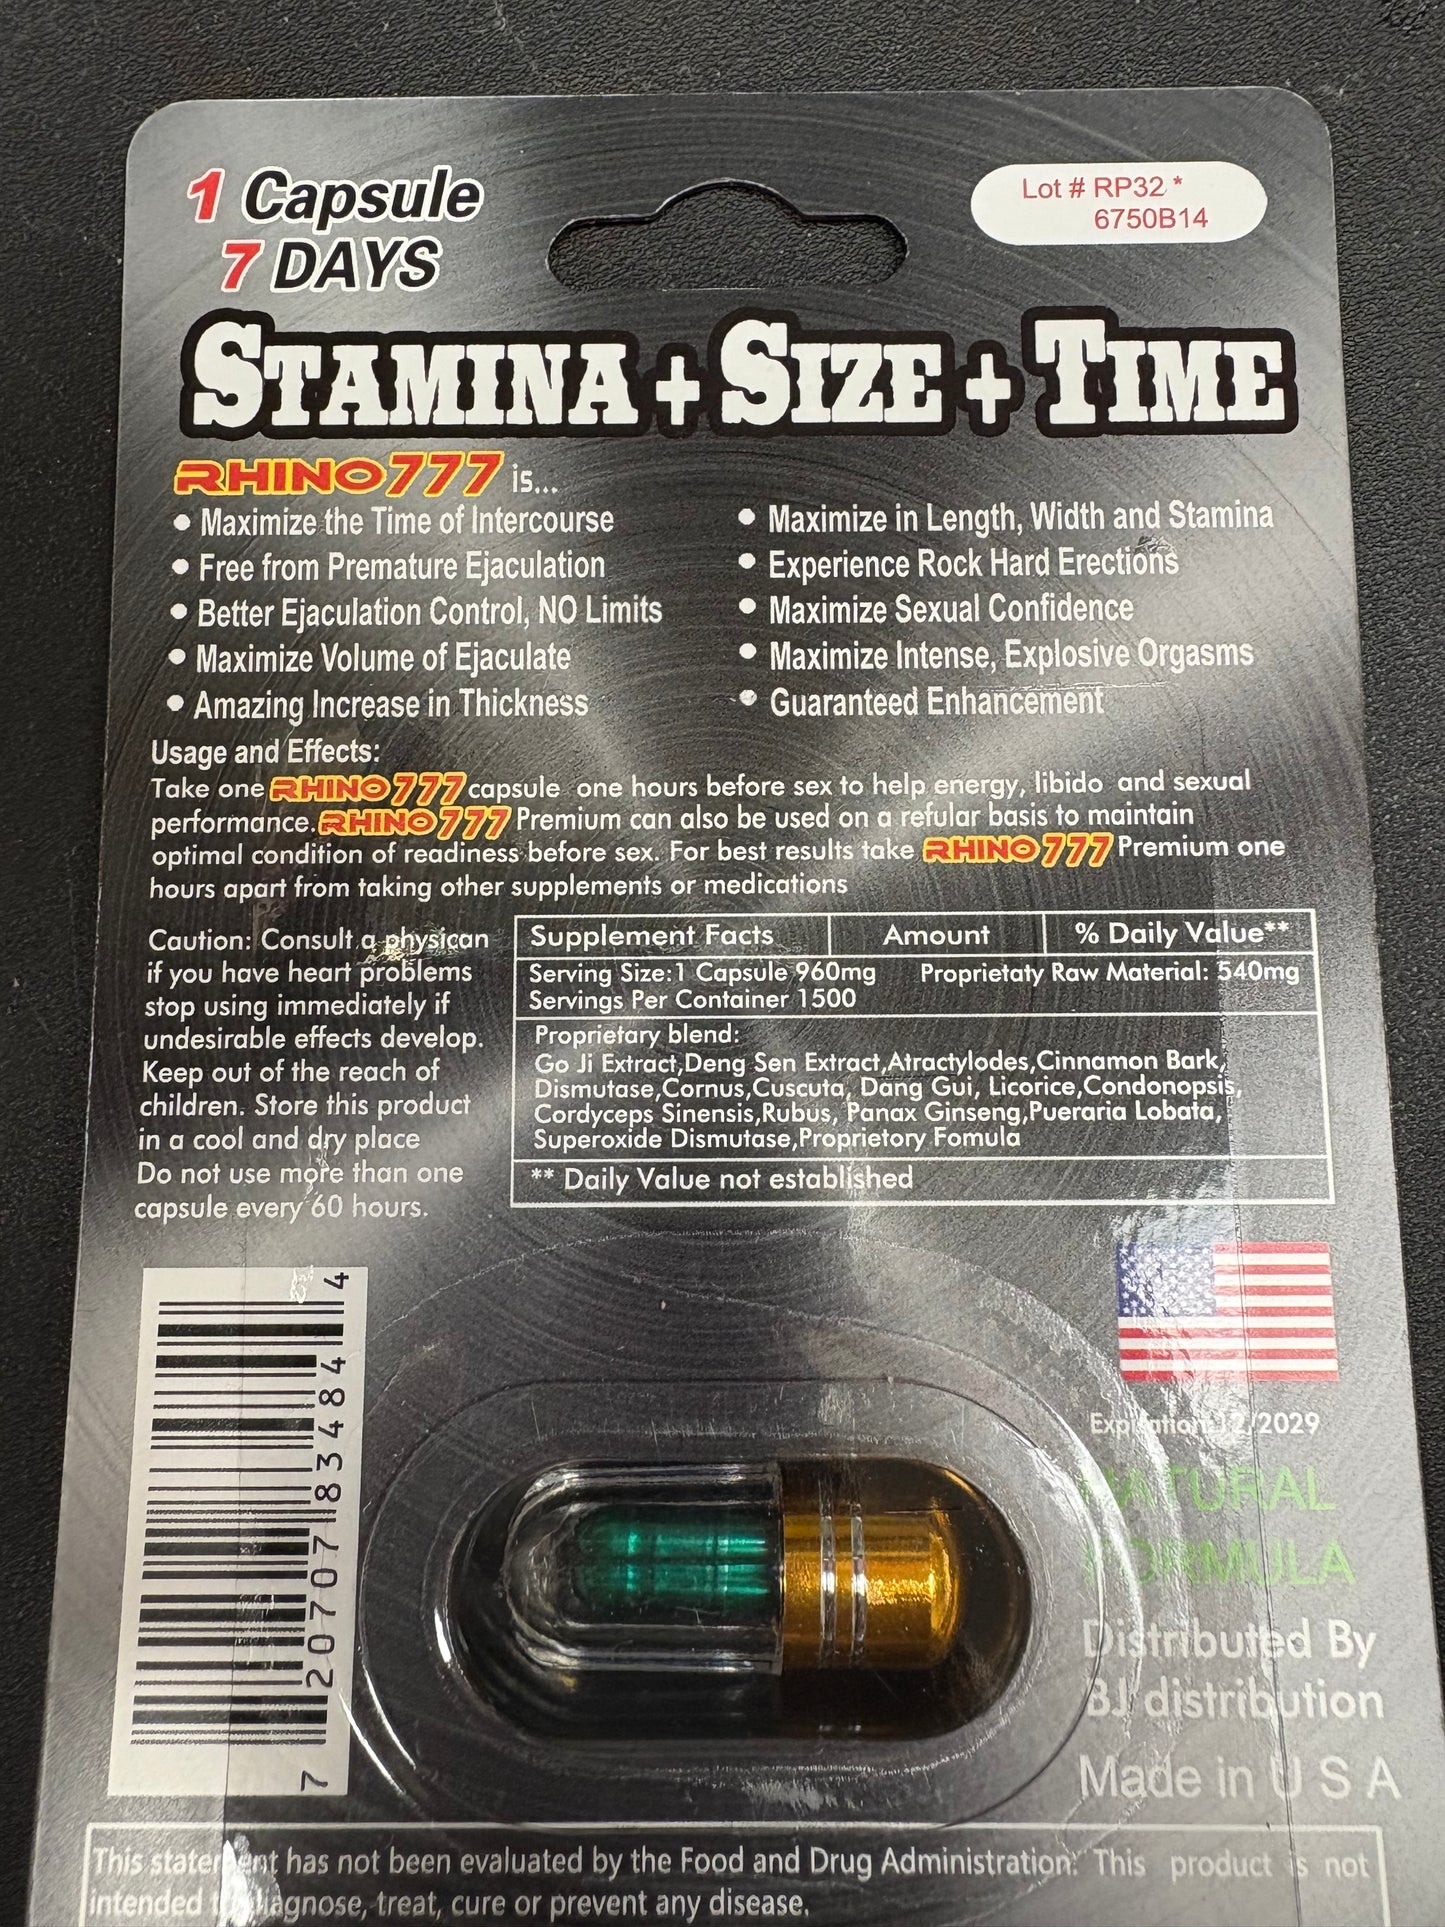 1 Capsule
7 DAYS
Lot # RP32 *
6750B14
STAMINA + SIZE + TIME
RHINO 777 is...
• Maximize the Time of Intercourse
• Free from Premature Ejaculation
• Better Ejaculation Control, NO Limits
• Maximize Volume of Ejaculate
• Amazing Increase in Thickness
• Maximize in Length, Width and Stamina
• Experience Rock Hard Erections
• Maximize Sexual Confidence
• Maximize Intense, Explosive Orgasms
• Guaranteed Enhancement
Usage and Effects:
Take one RHINO 777 capsule one hours before sex to help energy, libido and sexual
performance. RHINO 777 Premium can also be used on a refular basis to maintain
optimal condition of readiness before sex. For best results take RHINO 777 Premium one
hours apart from taking other supplements or medications
Caution: Consult a physican
if you have heart problems
stop using immediately if
undesirable effects develop.
Keep out of the reach of
children. Store this product
in a cool and dry place
Do not use more than one
capsule every 60 hours.
Supplement Facts Amount % Daily Value**
Serving Size:1 Capsule 960mg Proprietaty Raw Material: 540mg
Servings Per Container 1500
Proprietary blend:
Go Ji Extract,Deng Sen Extract,Atractylodes,Cinnamon Bark,
Dismutase,Cornus,Cuscuta, Dang Gui, Licorice,Condonopsis,
Cordyceps Sinensis,Rubus, Panax Ginseng,Pueraria Lobata,
Superoxide Dismutase,Proprietory Fomula
** Daily Value not established
7 20707 83484 4
Expiration 12/2029
NATURAL
FORMULA
Distributed By
BJ distribution
Made in U S A
This statement has not been evaluated by the Food and Drug Administration. This product is not
intended to diagnose, treat, cure or prevent any disease.